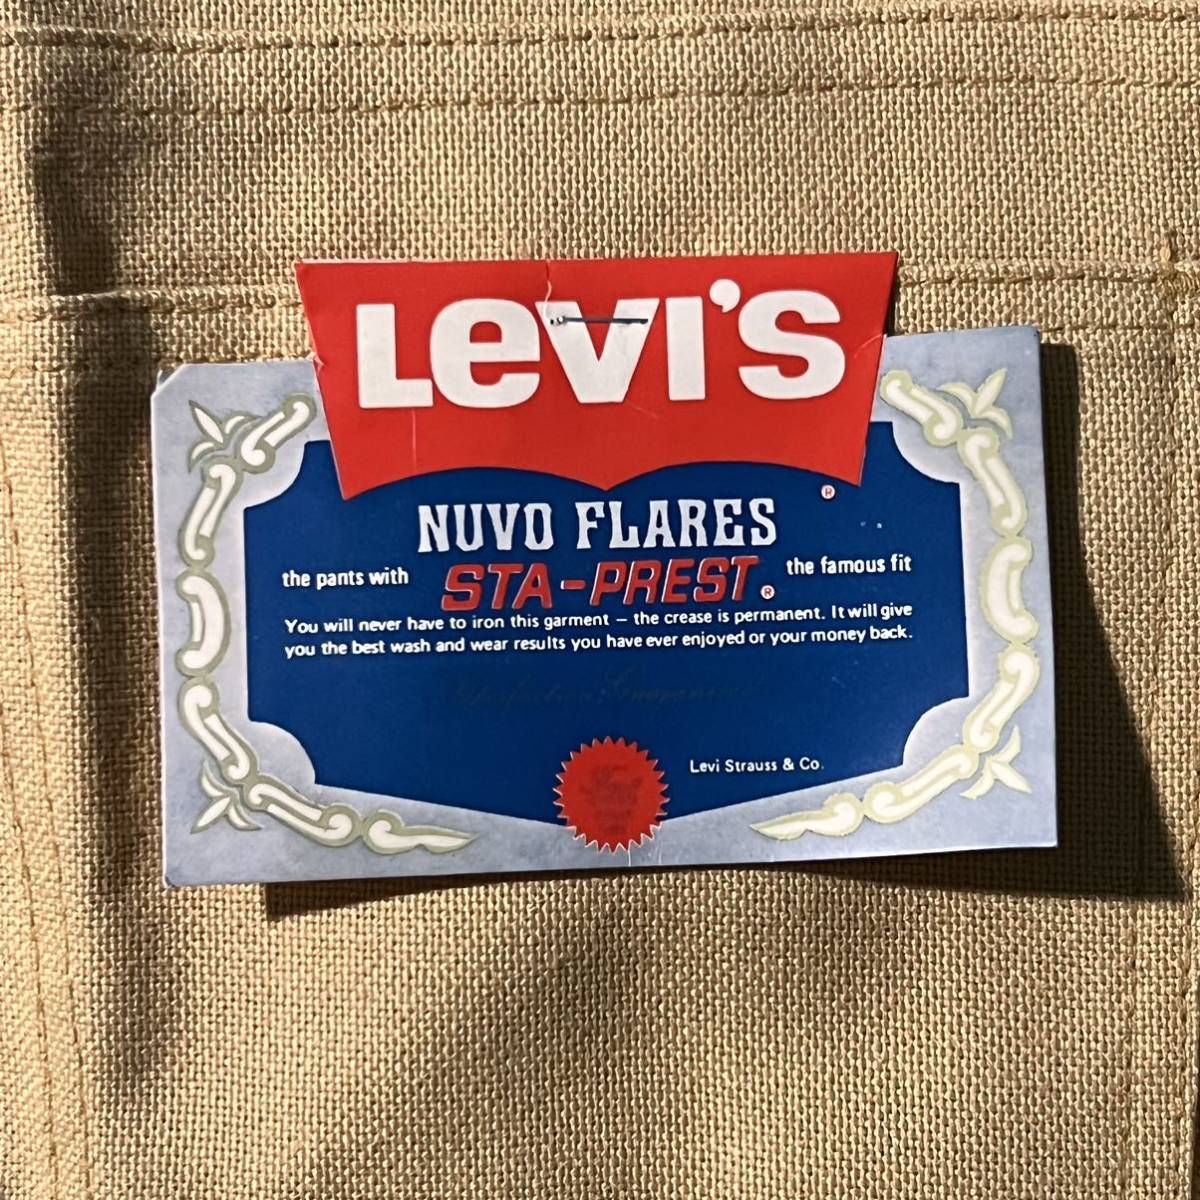 LEVI'S
®
NUVO FLARES
the pants with STA-PREST® the famous fit
You will never have to iron this garment – the crease is permanent. It will give
you the best wash and wear results you have ever enjoyed or your money back.
Satisfaction Guaranteed
Levi Strauss & Co.